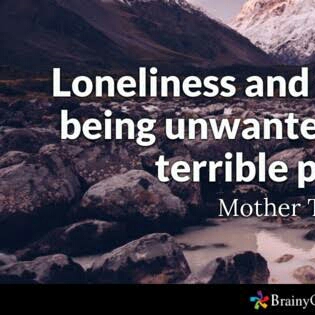 Loneliness and
being unwante
terrible p
Mother T
Brainy